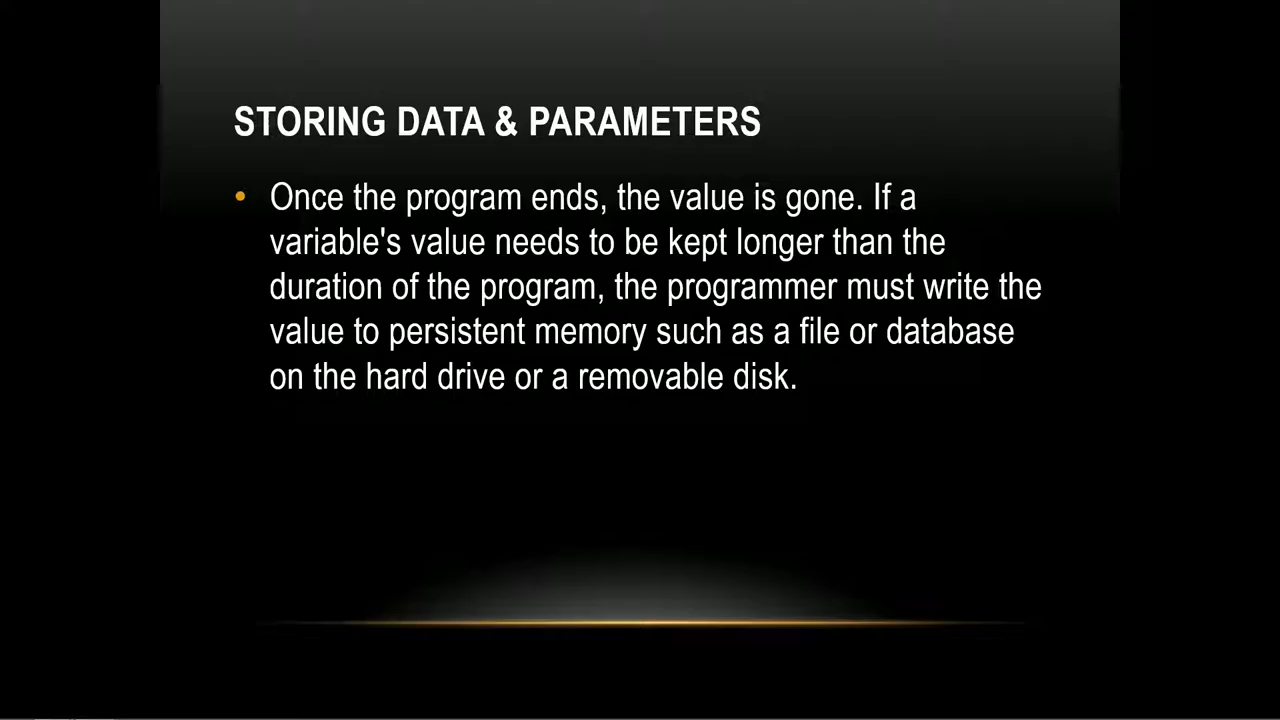 STORING DATA & PARAMETERS
• Once the program ends, the value is gone. If a
variable's value needs to be kept longer than the
duration of the program, the programmer must write the
value to persistent memory such as a file or database
on the hard drive or a removable disk.